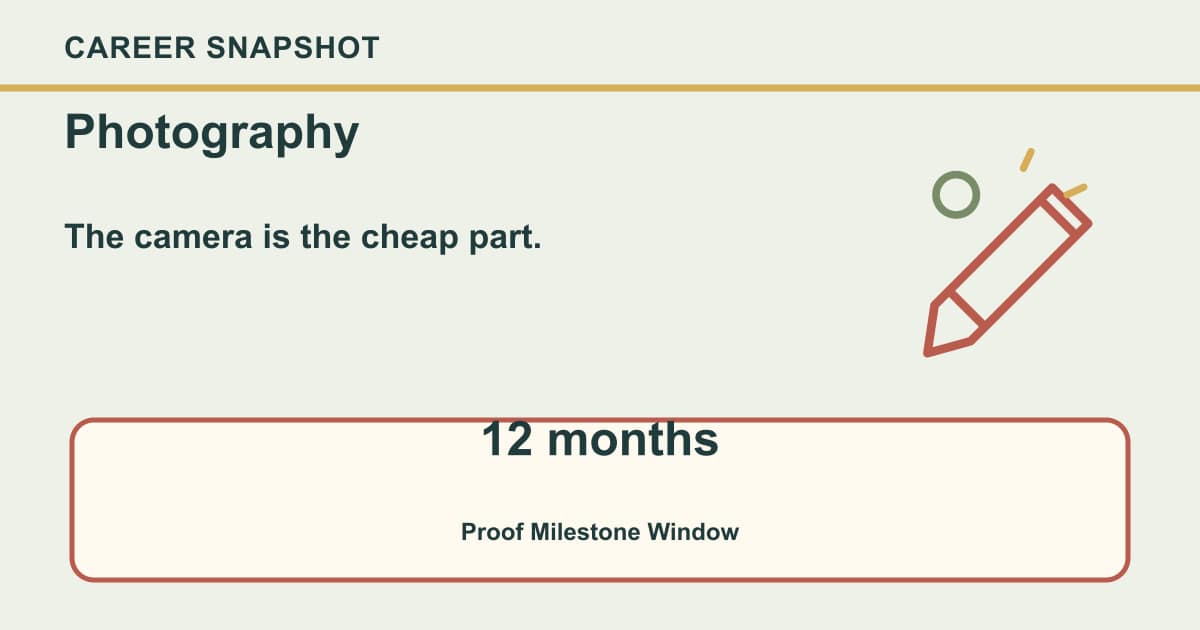 CAREER SNAPSHOT
Photography
The camera is the cheap part.
12 months
Proof Milestone Window